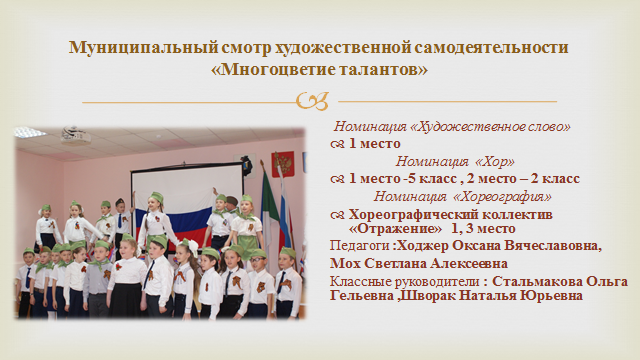 Муниципальный смотр художественной самодеятельности
«Многоцветие талантов»
Номинация «Художественное слово»
1 место
Номинация «Хор»
1 место -5 класс , 2 место – 2 класс
Номинация «Хореография»
Хореографический коллектив
«Отражение» 1, 3 место
Педагоги :Ходжер Оксана Вячеславовна,
Мох Светлана Алексеевна
Классные руководители : Стальмакова Ольга
Гельевна ,Шворак Наталья Юрьевна